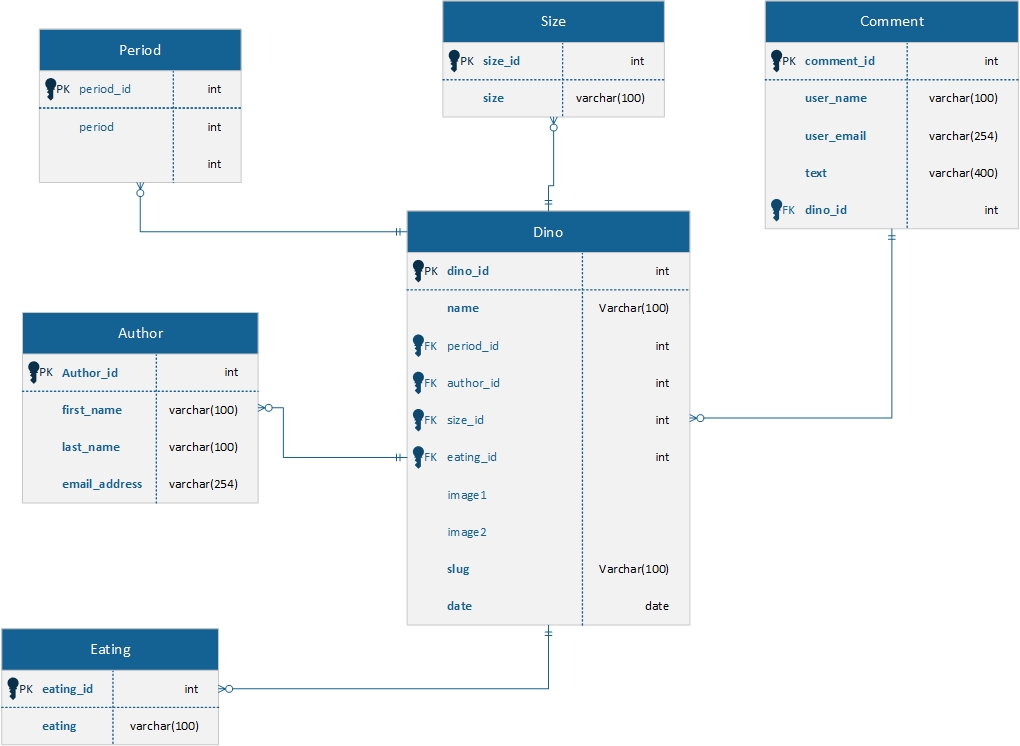 Period
PK period_id int
period int
int
Size
PK size_id int
size varchar(100)
Comment
PK comment_id int
user_name varchar(100)
user_email varchar(254)
text varchar(400)
FK dino_id int
Dino
PK dino_id int
name Varchar(100)
FK period_id int
FK author_id int
FK size_id int
FK eating_id int
image1
image2
slug Varchar(100)
date date
Author
PK Author_id int
first_name varchar(100)
last_name varchar(100)
email_address varchar(254)
Eating
PK eating_id int
eating varchar(100)